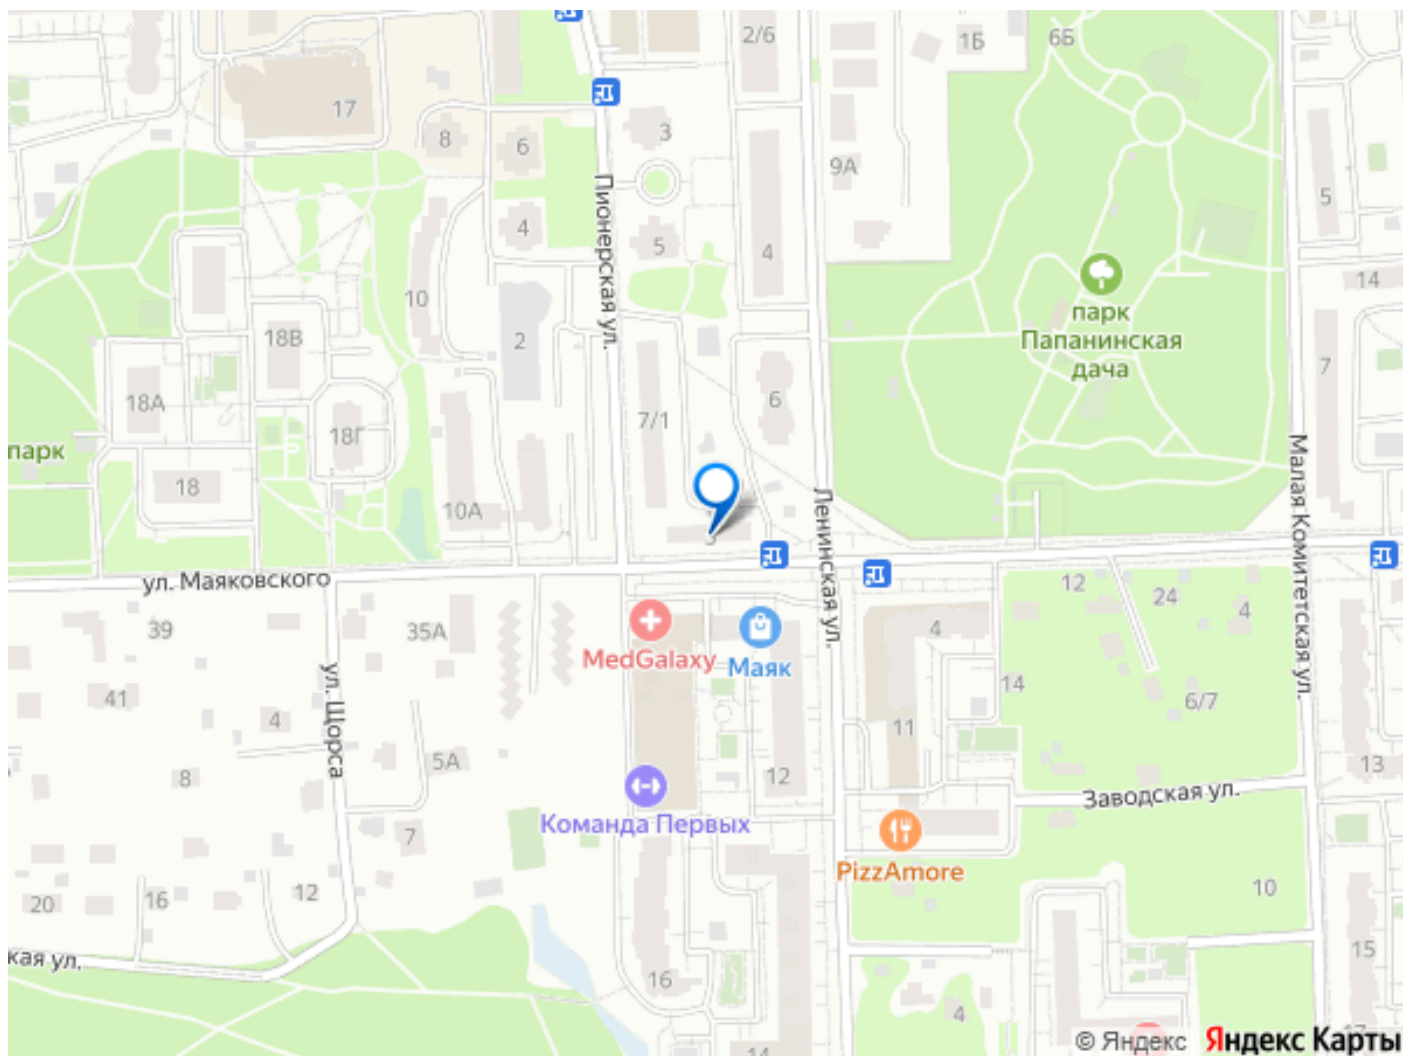 2/6
1Б
6Б
17
8
6
3
9А
Пионерская ул.
5
4
5
4
14
парк
Папанинская
дача
10
18В
2
7
18А
6
7/1
18Г
парк
18
10А
Ленинская ул.
Малая Комитетская ул.
ул. Маяковского
39
35А
12
24
4
4
MedGalaxy
Маяк
14
6/7
41
4
ул. Щорса
11
5А
8
12
13
Заводская ул.
7
Команда Первых
PizzAmore
20
16
12
10
кая ул.
16
15
4
14
17
© Яндекс
Яндекс Карты